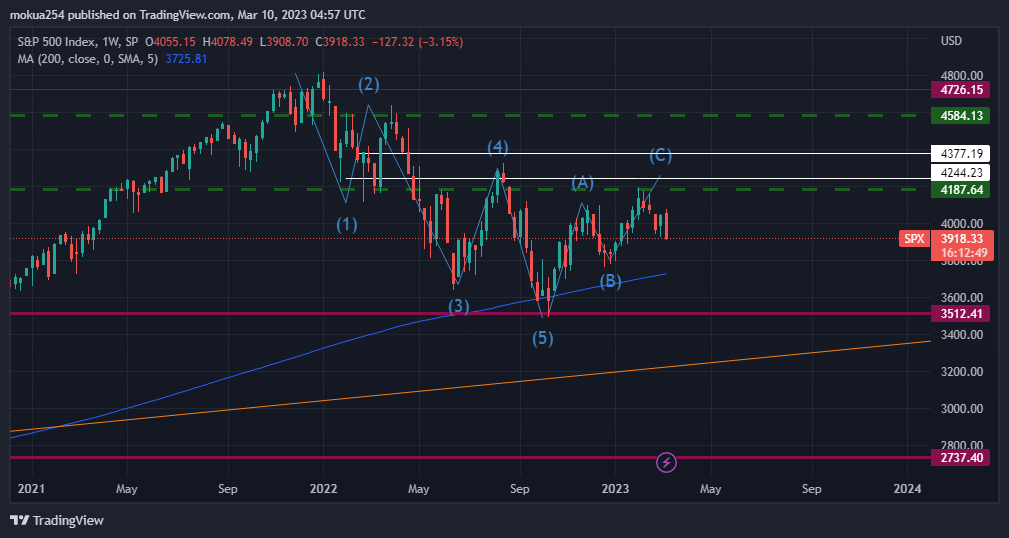 mokua254 published on TradingView.com, Mar 10, 2023 04:57 UTC
S&P 500 Index, 1W, SP O4055.15 H4078.49 L3908.70 C3918.33 −127.32 (−3.15%)
MA (200, close, 0, SMA, 5) 3725.81
USD
4800.00
4726.15
(2)
4584.13
4377.19
(4)
(C)
4244.23
(A)
4187.64
(1)
4000.00
SPX 3918.33
16:12:49
3800.00
(B)
3600.00
(3)
3512.41
(5)
3400.00
3200.00
3000.00
2800.00
2737.40
2021 May Sep 2022 May Sep 2023 May Sep 2024
TradingView